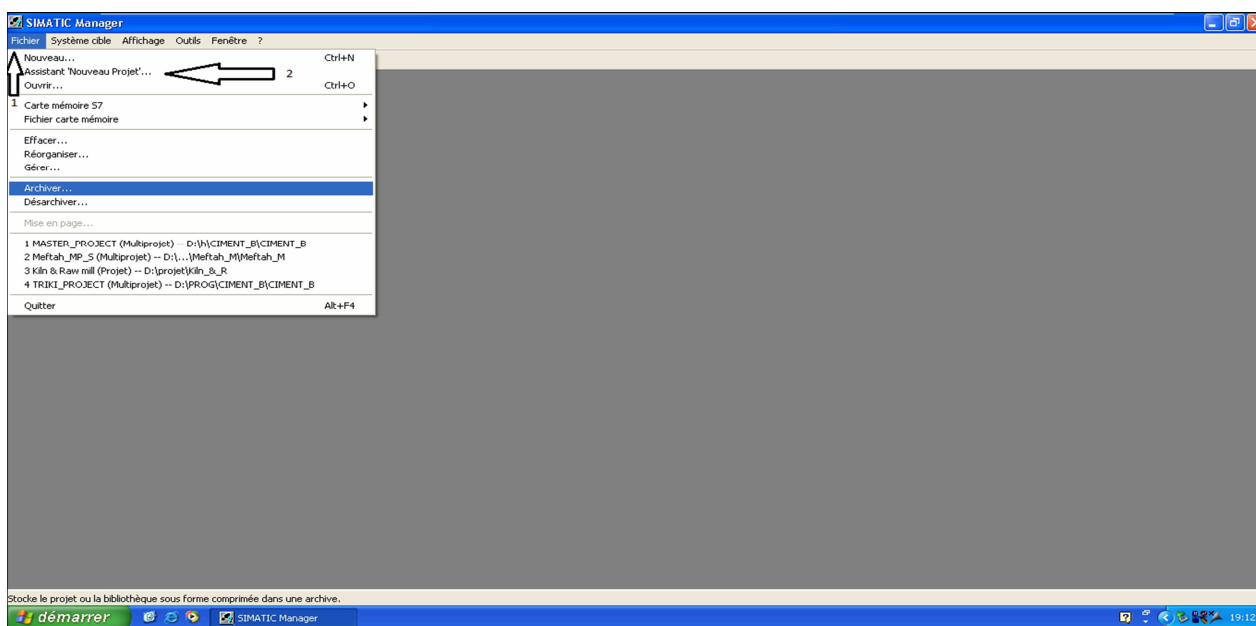 SIMATIC Manager
Fichier Système cible Affichage Outils Fenêtre ?
Nouveau... Ctrl+N
Assistant 'Nouveau Projet'... 2
Ouvrir... Ctrl+O
1
Carte mémoire S7
Fichier carte mémoire
Effacer...
Réorganiser...
Gérer...
Archiver...
Désarchiver...
Mise en page...
1 MASTER_PROJECT (Multiprojet) -- D:\h\CIMENT_B\CIMENT_B
2 Meftah_MP_S (Multiprojet) -- D:\...\Meftah_M\Meftah_M
3 Kiln & Raw mill (Projet) -- D:\projet\Kiln_&_R
4 TRIKI_PROJECT (Multiprojet) -- D:\PROG\CIMENT_B\CIMENT_B
Quitter Alt+F4
Stocke le projet ou la bibliothèque sous forme comprimée dans une archive.
démarrer SIMATIC Manager 19:12